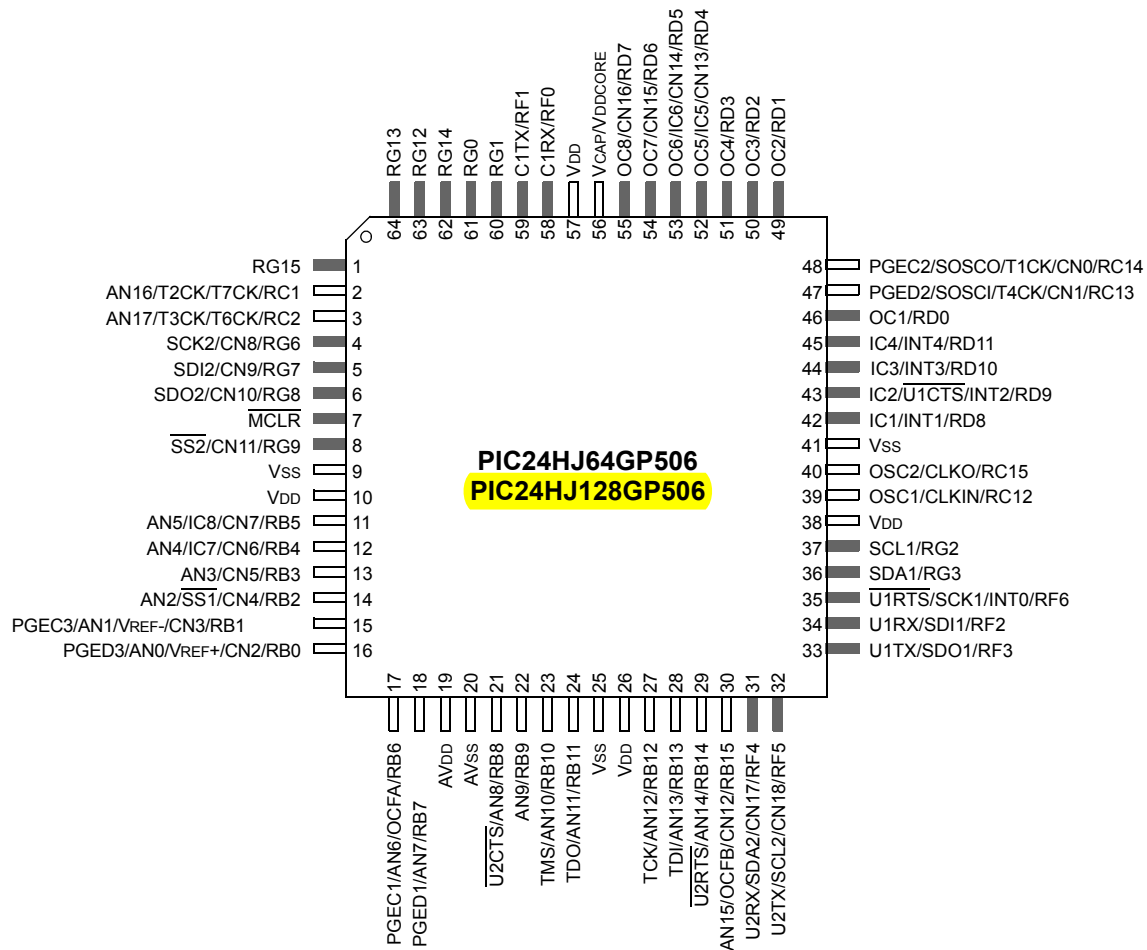 RG13
RG12
RG14
RG0
RG1
C1TX/RF1
C1RX/RF0
VDD
VCAP/VDDCORE
OC8/CN16/RD7
OC7/CN15/RD6
OC6/IC6/CN14/RD5
OC5/IC5/CN13/RD4
OC4/RD3
OC3/RD2
OC2/RD1
64
63
62
61
60
59
58
57
56
55
54
53
52
51
50
49
RG15 1
AN16/T2CK/T7CK/RC1 2
AN17/T3CK/T6CK/RC2 3
SCK2/CN8/RG6 4
SDI2/CN9/RG7 5
SDO2/CN10/RG8 6
MCLR 7
SS2/CN11/RG9 8
VSS 9
VDD 10
AN5/IC8/CN7/RB5 11
AN4/IC7/CN6/RB4 12
AN3/CN5/RB3 13
AN2/SS1/CN4/RB2 14
PGEC3/AN1/VREF-/CN3/RB1 15
PGED3/AN0/VREF+/CN2/RB0 16
PIC24HJ64GP506
PIC24HJ128GP506
48 PGEC2/SOSCO/T1CK/CN0/RC14
47 PGED2/SOSCI/T4CK/CN1/RC13
46 OC1/RD0
45 IC4/INT4/RD11
44 IC3/INT3/RD10
43 IC2/U1CTS/INT2/RD9
42 IC1/INT1/RD8
41 VSS
40 OSC2/CLKO/RC15
39 OSC1/CLKIN/RC12
38 VDD
37 SCL1/RG2
36 SDA1/RG3
35 U1RTS/SCK1/INT0/RF6
34 U1RX/SDI1/RF2
33 U1TX/SDO1/RF3
17
18
19
20
21
22
23
24
25
26
27
28
29
30
31
32
PGEC1/AN6/OCFA/RB6
PGED1/AN7/RB7
AVDD
AVSS
U2CTS/AN8/RB8
AN9/RB9
TMS/AN10/RB10
TDO/AN11/RB11
VSS
VDD
TCK/AN12/RB12
TDI/AN13/RB13
U2RTS/AN14/RB14
AN15/OCFB/CN12/RB15
U2RX/SDA2/CN17/RF4
U2TX/SCL2/CN18/RF5